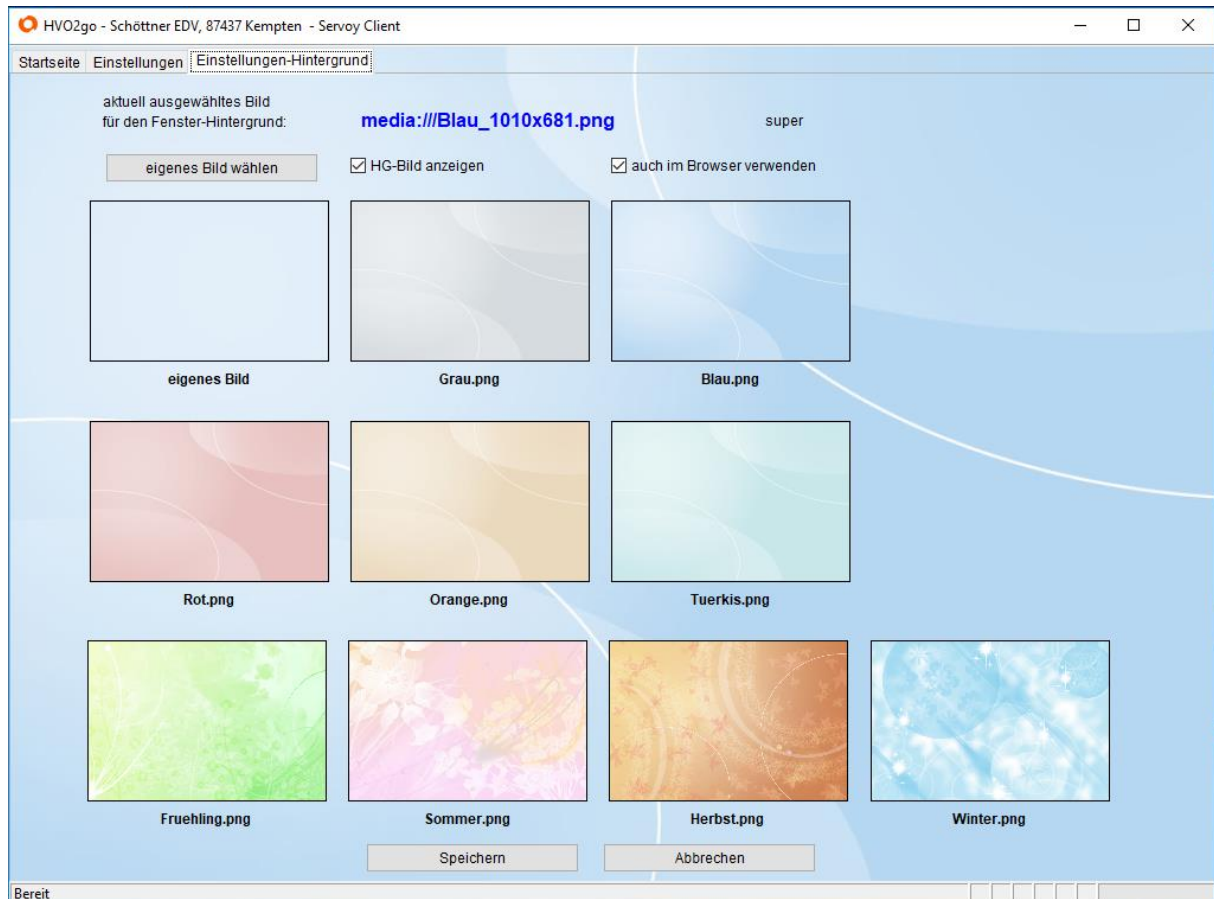 HVO2go - Schöttner EDV, 87437 Kempten - Servoy Client
Startseite Einstellungen Einstellungen-Hintergrund
aktuell ausgewähltes Bild
für den Fenster-Hintergrund:
media:///Blau_1010x681.png
super
eigenes Bild wählen
HG-Bild anzeigen
auch im Browser verwenden
eigenes Bild
Grau.png
Blau.png
Rot.png
Orange.png
Tuerkis.png
Fruehling.png
Sommer.png
Herbst.png
Winter.png
Speichern
Abbrechen
Bereit